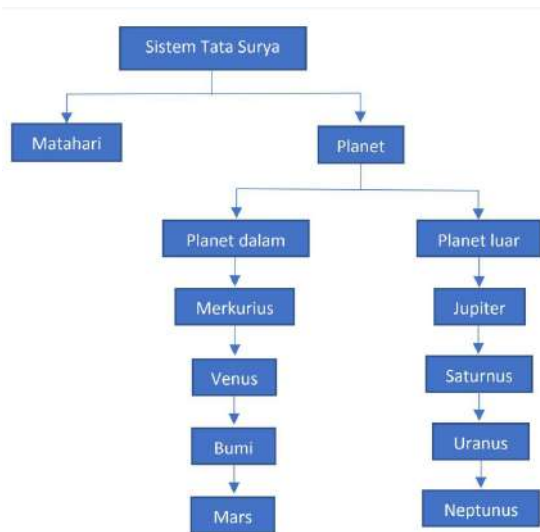 Sistem Tata Surya
Matahari
Planet
Planet dalam
Planet luar
Merkurius
Jupiter
Venus
Saturnus
Bumi
Uranus
Mars
Neptunus